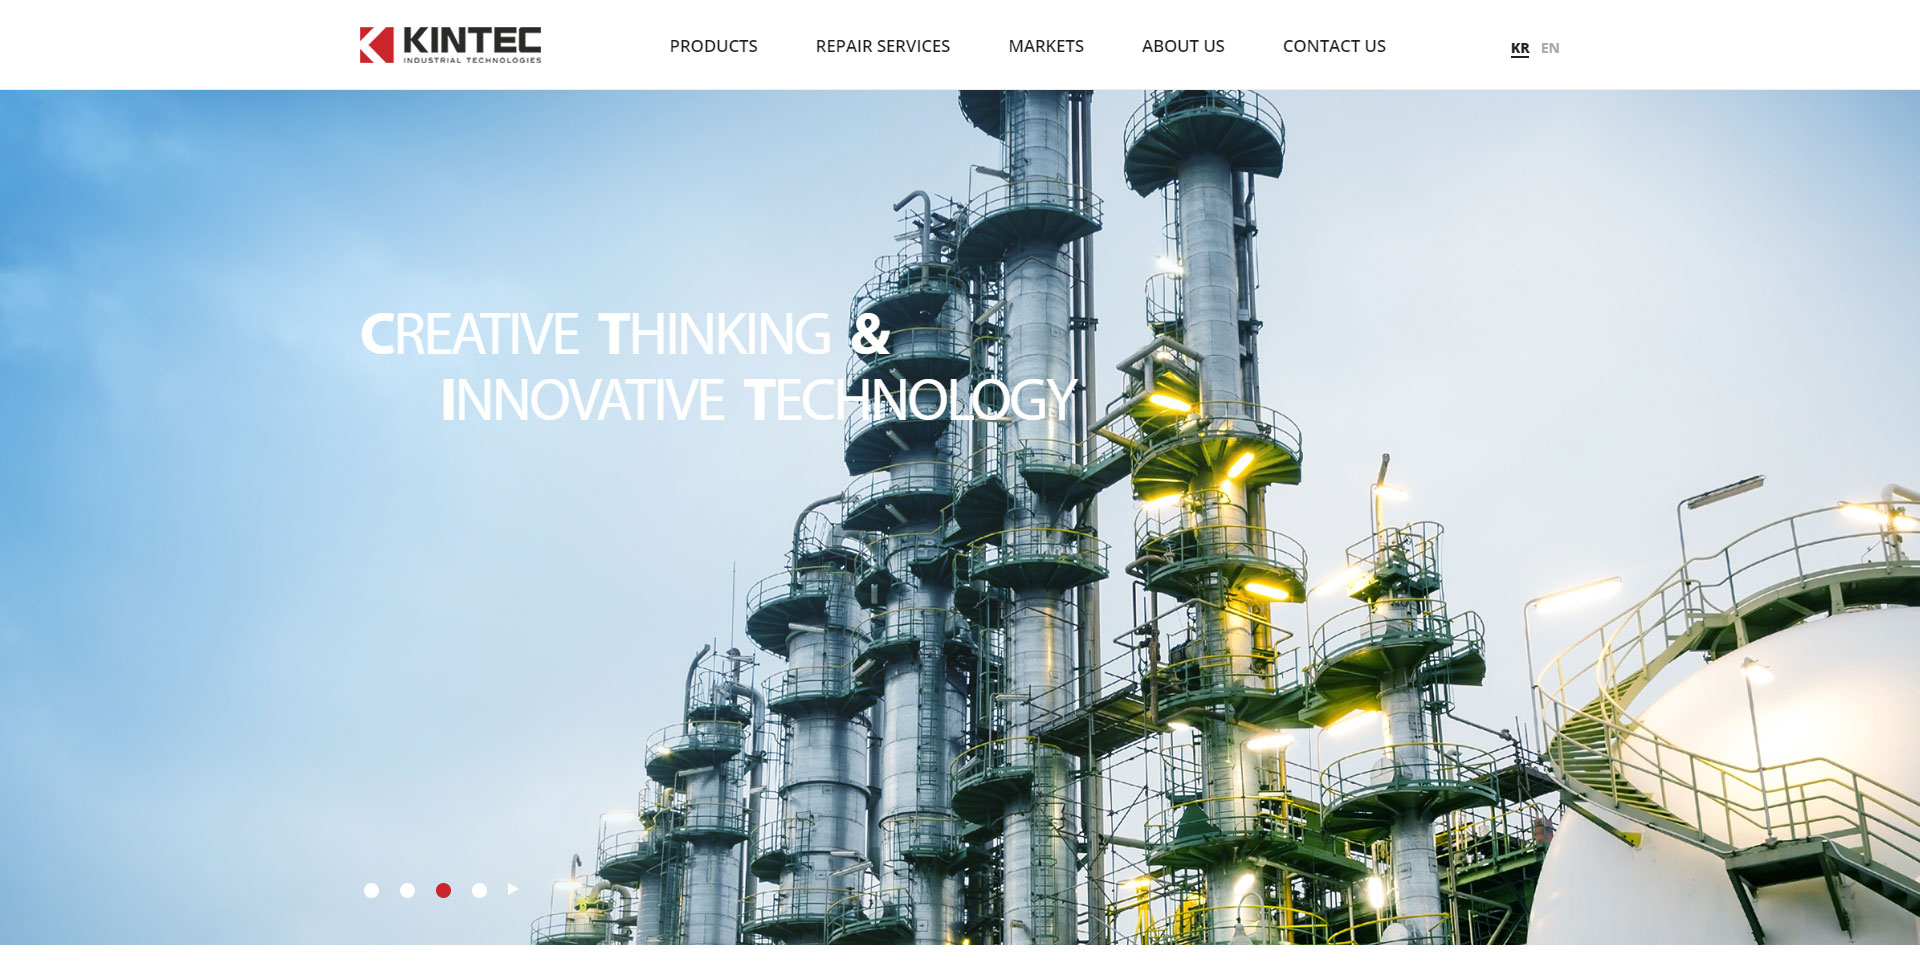 KINTEC
INDUSTRIAL TECHNOLOGIES
PRODUCTS
REPAIR SERVICES
MARKETS
ABOUT US
CONTACT US
KR EN
CREATIVE THINKING &
INNOVATIVE TECHNOLOGY